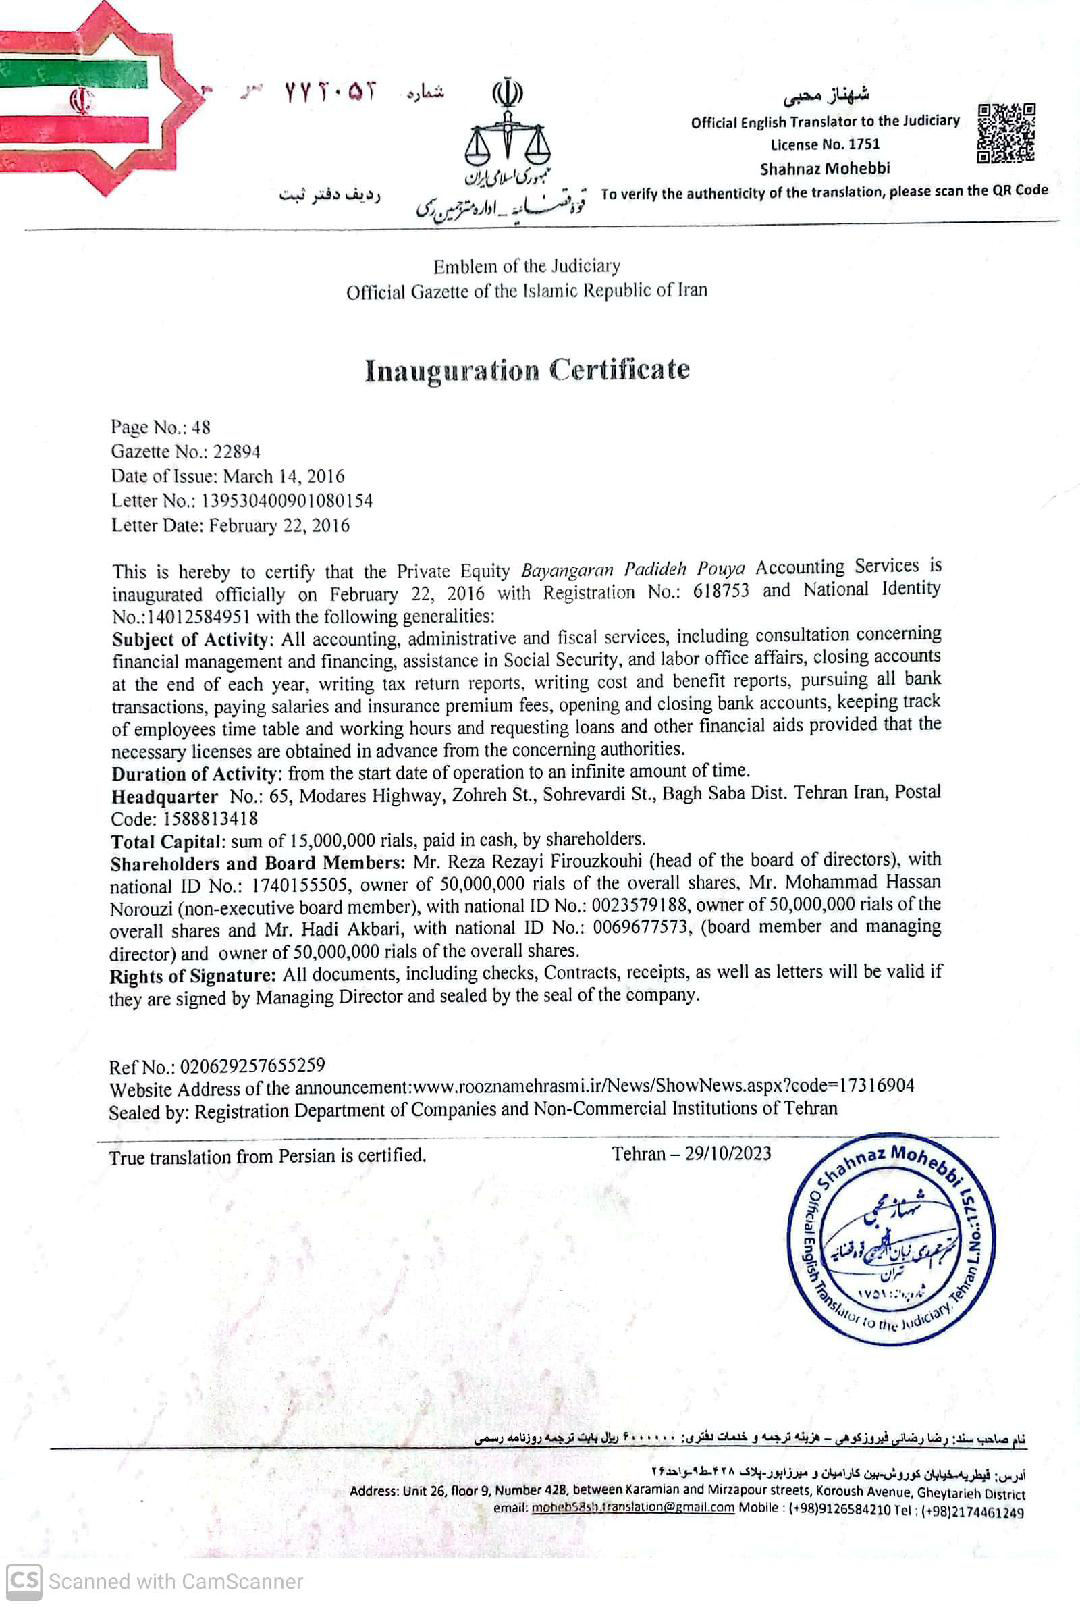 شماره ۷۷۲۰۵۲
شهناز محبی
Official English Translator to the Judiciary
License No. 1751
Shahnaz Mohebbi
To verify the authenticity of the translation, please scan the QR Code
جمهوری اسلامی ایران
قوه قضائیه - اداره مترجمین رسمی
ردیف دفتر ثبت
Emblem of the Judiciary
Official Gazette of the Islamic Republic of Iran
Inauguration Certificate
Page No.: 48
Gazette No.: 22894
Date of Issue: March 14, 2016
Letter No.: 139530400901080154
Letter Date: February 22, 2016
This is hereby to certify that the Private Equity Bayangaran Padideh Pouya Accounting Services is
inaugurated officially on February 22, 2016 with Registration No.: 618753 and National Identity
No.:14012584951 with the following generalities:
Subject of Activity: All accounting, administrative and fiscal services, including consultation concerning
financial management and financing, assistance in Social Security, and labor office affairs, closing accounts
at the end of each year, writing tax return reports, writing cost and benefit reports, pursuing all bank
transactions, paying salaries and insurance premium fees, opening and closing bank accounts, keeping track
of employees time table and working hours and requesting loans and other financial aids provided that the
necessary licenses are obtained in advance from the concerning authorities.
Duration of Activity: from the start date of operation to an infinite amount of time.
Headquarter No.: 65, Modares Highway, Zohreh St., Sohrevardi St., Bagh Saba Dist. Tehran Iran, Postal
Code: 1588813418
Total Capital: sum of 15,000,000 rials, paid in cash, by shareholders.
Shareholders and Board Members: Mr. Reza Rezayi Firouzkouhi (head of the board of directors), with
national ID No.: 1740155505, owner of 50,000,000 rials of the overall shares, Mr. Mohammad Hassan
Norouzi (non-executive board member), with national ID No.: 0023579188, owner of 50,000,000 rials of the
overall shares and Mr. Hadi Akbari, with national ID No.: 0069677573, (board member and managing
director) and owner of 50,000,000 rials of the overall shares.
Rights of Signature: All documents, including checks, Contracts, receipts, as well as letters will be valid if
they are signed by Managing Director and sealed by the seal of the company.
Ref No.: 020629257655259
Website Address of the announcement:www.rooznamehrasmi.ir/News/ShowNews.aspx?code=17316904
Sealed by: Registration Department of Companies and Non-Commercial Institutions of Tehran
True translation from Persian is certified.
Tehran – 29/10/2023
Shahnaz Mohebbi
Official English Translator to the Judiciary, Tehran L.No.:1751
شهناز محبی
تهران
۱۷۵۱
نام صاحب سند: رضا رضائی فیروزکوهی – هزینه ترجمه و خدمات دفتری: ۶۰۰۰۰۰۰ ریال بابت ترجمه روزنامه رسمی
آدرس: قیطریه-خیابان کوروش-بین کارامیان و میرزاپور-پلاک ۴۲۸-ط۹-واحد۲۶
Address: Unit 26, floor 9, Number 428, between Karamian and Mirzapour streets, Koroush Avenue, Gheytarieh District
Mobile : (+98)9126584210 Tel : (+98)2174461249
CS Scanned with CamScanner